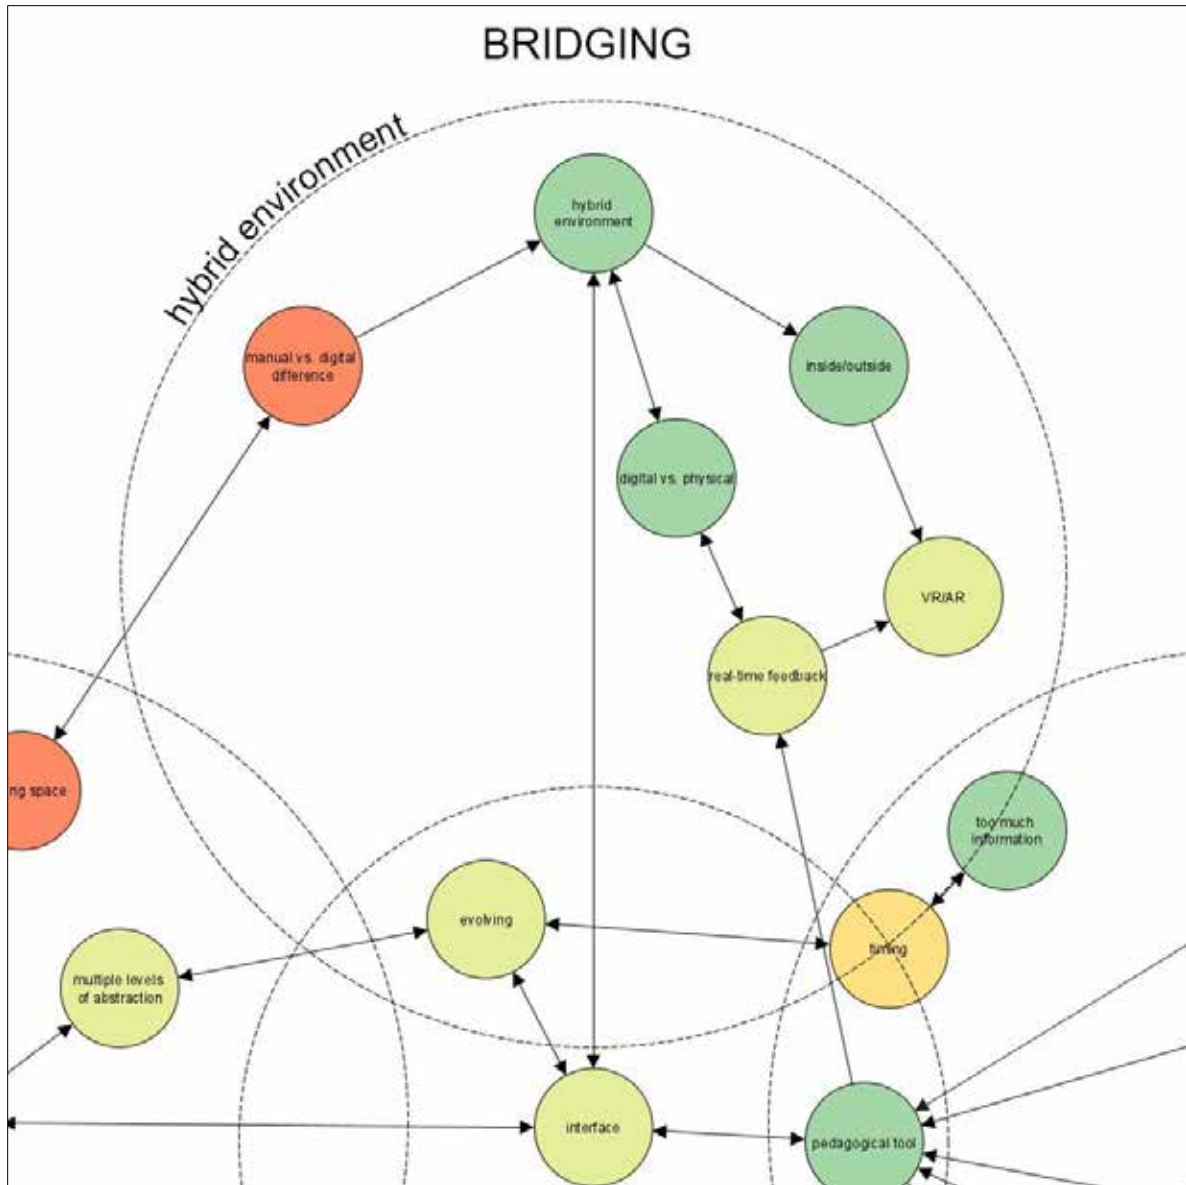 BRIDGING
hybrid environment
hybrid
environment
manual vs. digital
difference
inside/outside
digital vs. physical
VR/AR
real-time feedback
ng space
too much
information
evolving
timing
multiple levels
of abstraction
interface
pedagogical tool